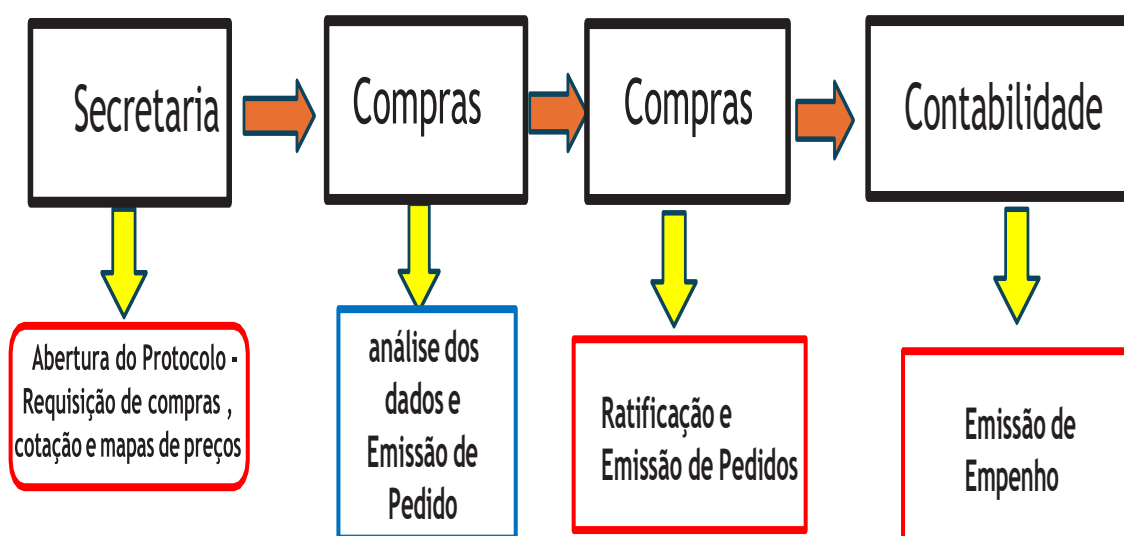 Secretaria
Compras
Compras
Contabilidade
Abertura do Protocolo -
Requisição de compras ,
cotação e mapas de preços
análise dos
dados e
Emissão de
Pedido
Ratificação e
Emissão de Pedidos
Emissão de
Empenho